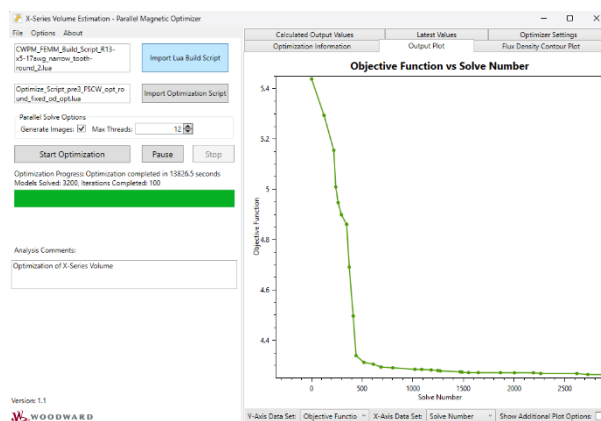 X-Series Volume Estimation - Parallel Magnetic Optimizer
File Options About
CWPM_FEMM_Build_Script_R13-
x5-17awg_narrow_tooth-
round_2.lua
Import Lua Build Script
Optimize_Script_pre3_FSCW_opt_ro
und_fixed_od_opt.lua
Import Optimization Script
Parallel Solve Options
Generate Images: Max Threads: 12
Start Optimization Pause Stop
Optimization Progress: Optimization completed in 13826.5 seconds
Models Solved: 3200, Iterations Completed: 100
Analysis Comments:
Optimization of X-Series Volume
Version: 1.1
WOODWARD
Calculated Output Values Latest Values Optimizer Settings
Optimization Information Output Plot Flux Density Contour Plot
Objective Function vs Solve Number
Objective Function
5.4
5.2
5
4.8
4.6
4.4
0 500 1000 1500 2000 2500
Solve Number
Y-Axis Data Set: Objective Functio X-Axis Data Set: Solve Number Show Additional Plot Options: